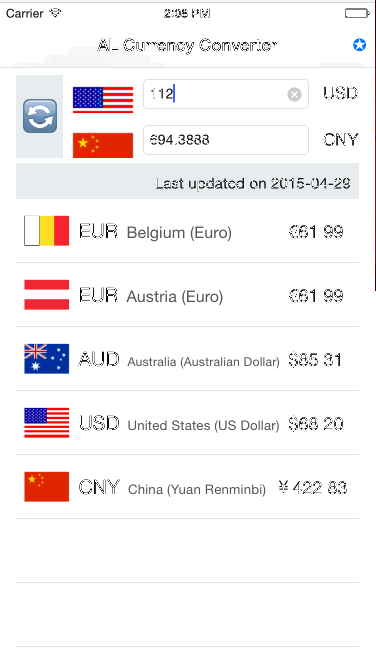 Carrier 2:08 PM
AL Currency Converter
112 USD
694.3888 CNY
Last updated on 2015-04-29
EUR Belgium (Euro) €61.99
EUR Austria (Euro) €61.99
AUD Australia (Australian Dollar) $85.31
USD United States (US Dollar) $68.20
CNY China (Yuan Renminbi) ¥ 422.83